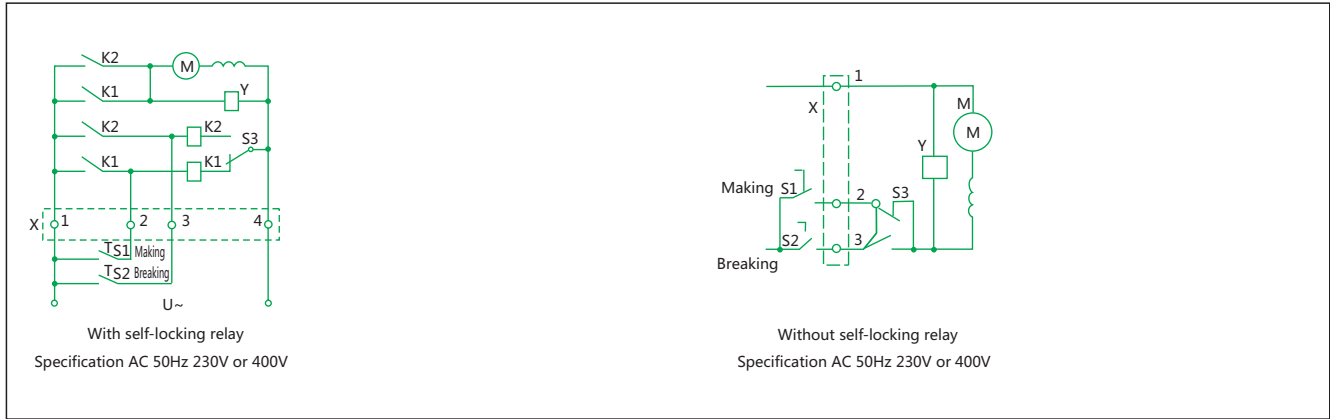 K2
M
K1
Y
K2
K2
S3
K1
K1
X 1 2 3 4
TS1 Making
TS2 Breaking
U~
With self-locking relay
Specification AC 50Hz 230V or 400V
1
X
M
M
Y
Making S1 2 S3
S2 3
Breaking
Without self-locking relay
Specification AC 50Hz 230V or 400V